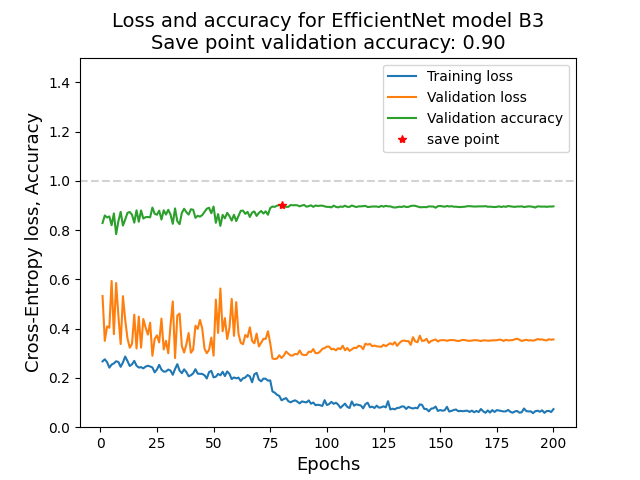 Loss and accuracy for EfficientNet model B3
Save point validation accuracy: 0.90
Training loss
Validation loss
Validation accuracy
save point
Cross-Entropy loss, Accuracy
1.4
1.2
1.0
0.8
0.6
0.4
0.2
0.0
0 25 50 75 100 125 150 175 200
Epochs